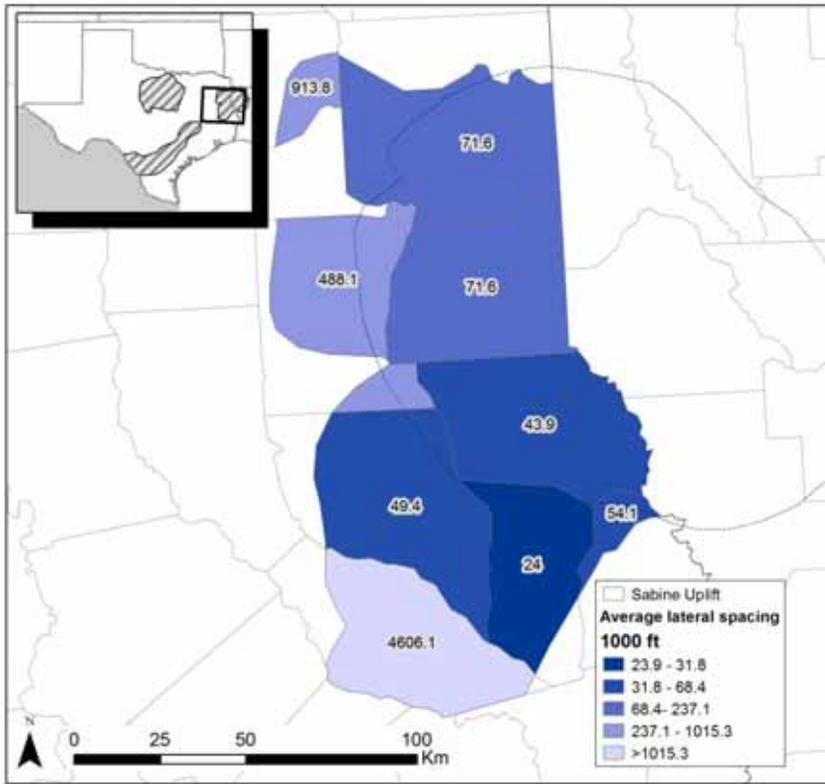 913.8
71.6
488.1
71.6
43.9
49.4
54.1
24
4606.1
Sabine Uplift
Average lateral spacing
1000 ft
23.9 - 31.8
31.8 - 68.4
68.4- 237.1
237.1 - 1015.3
>1015.3
N
0 25 50 100
Km